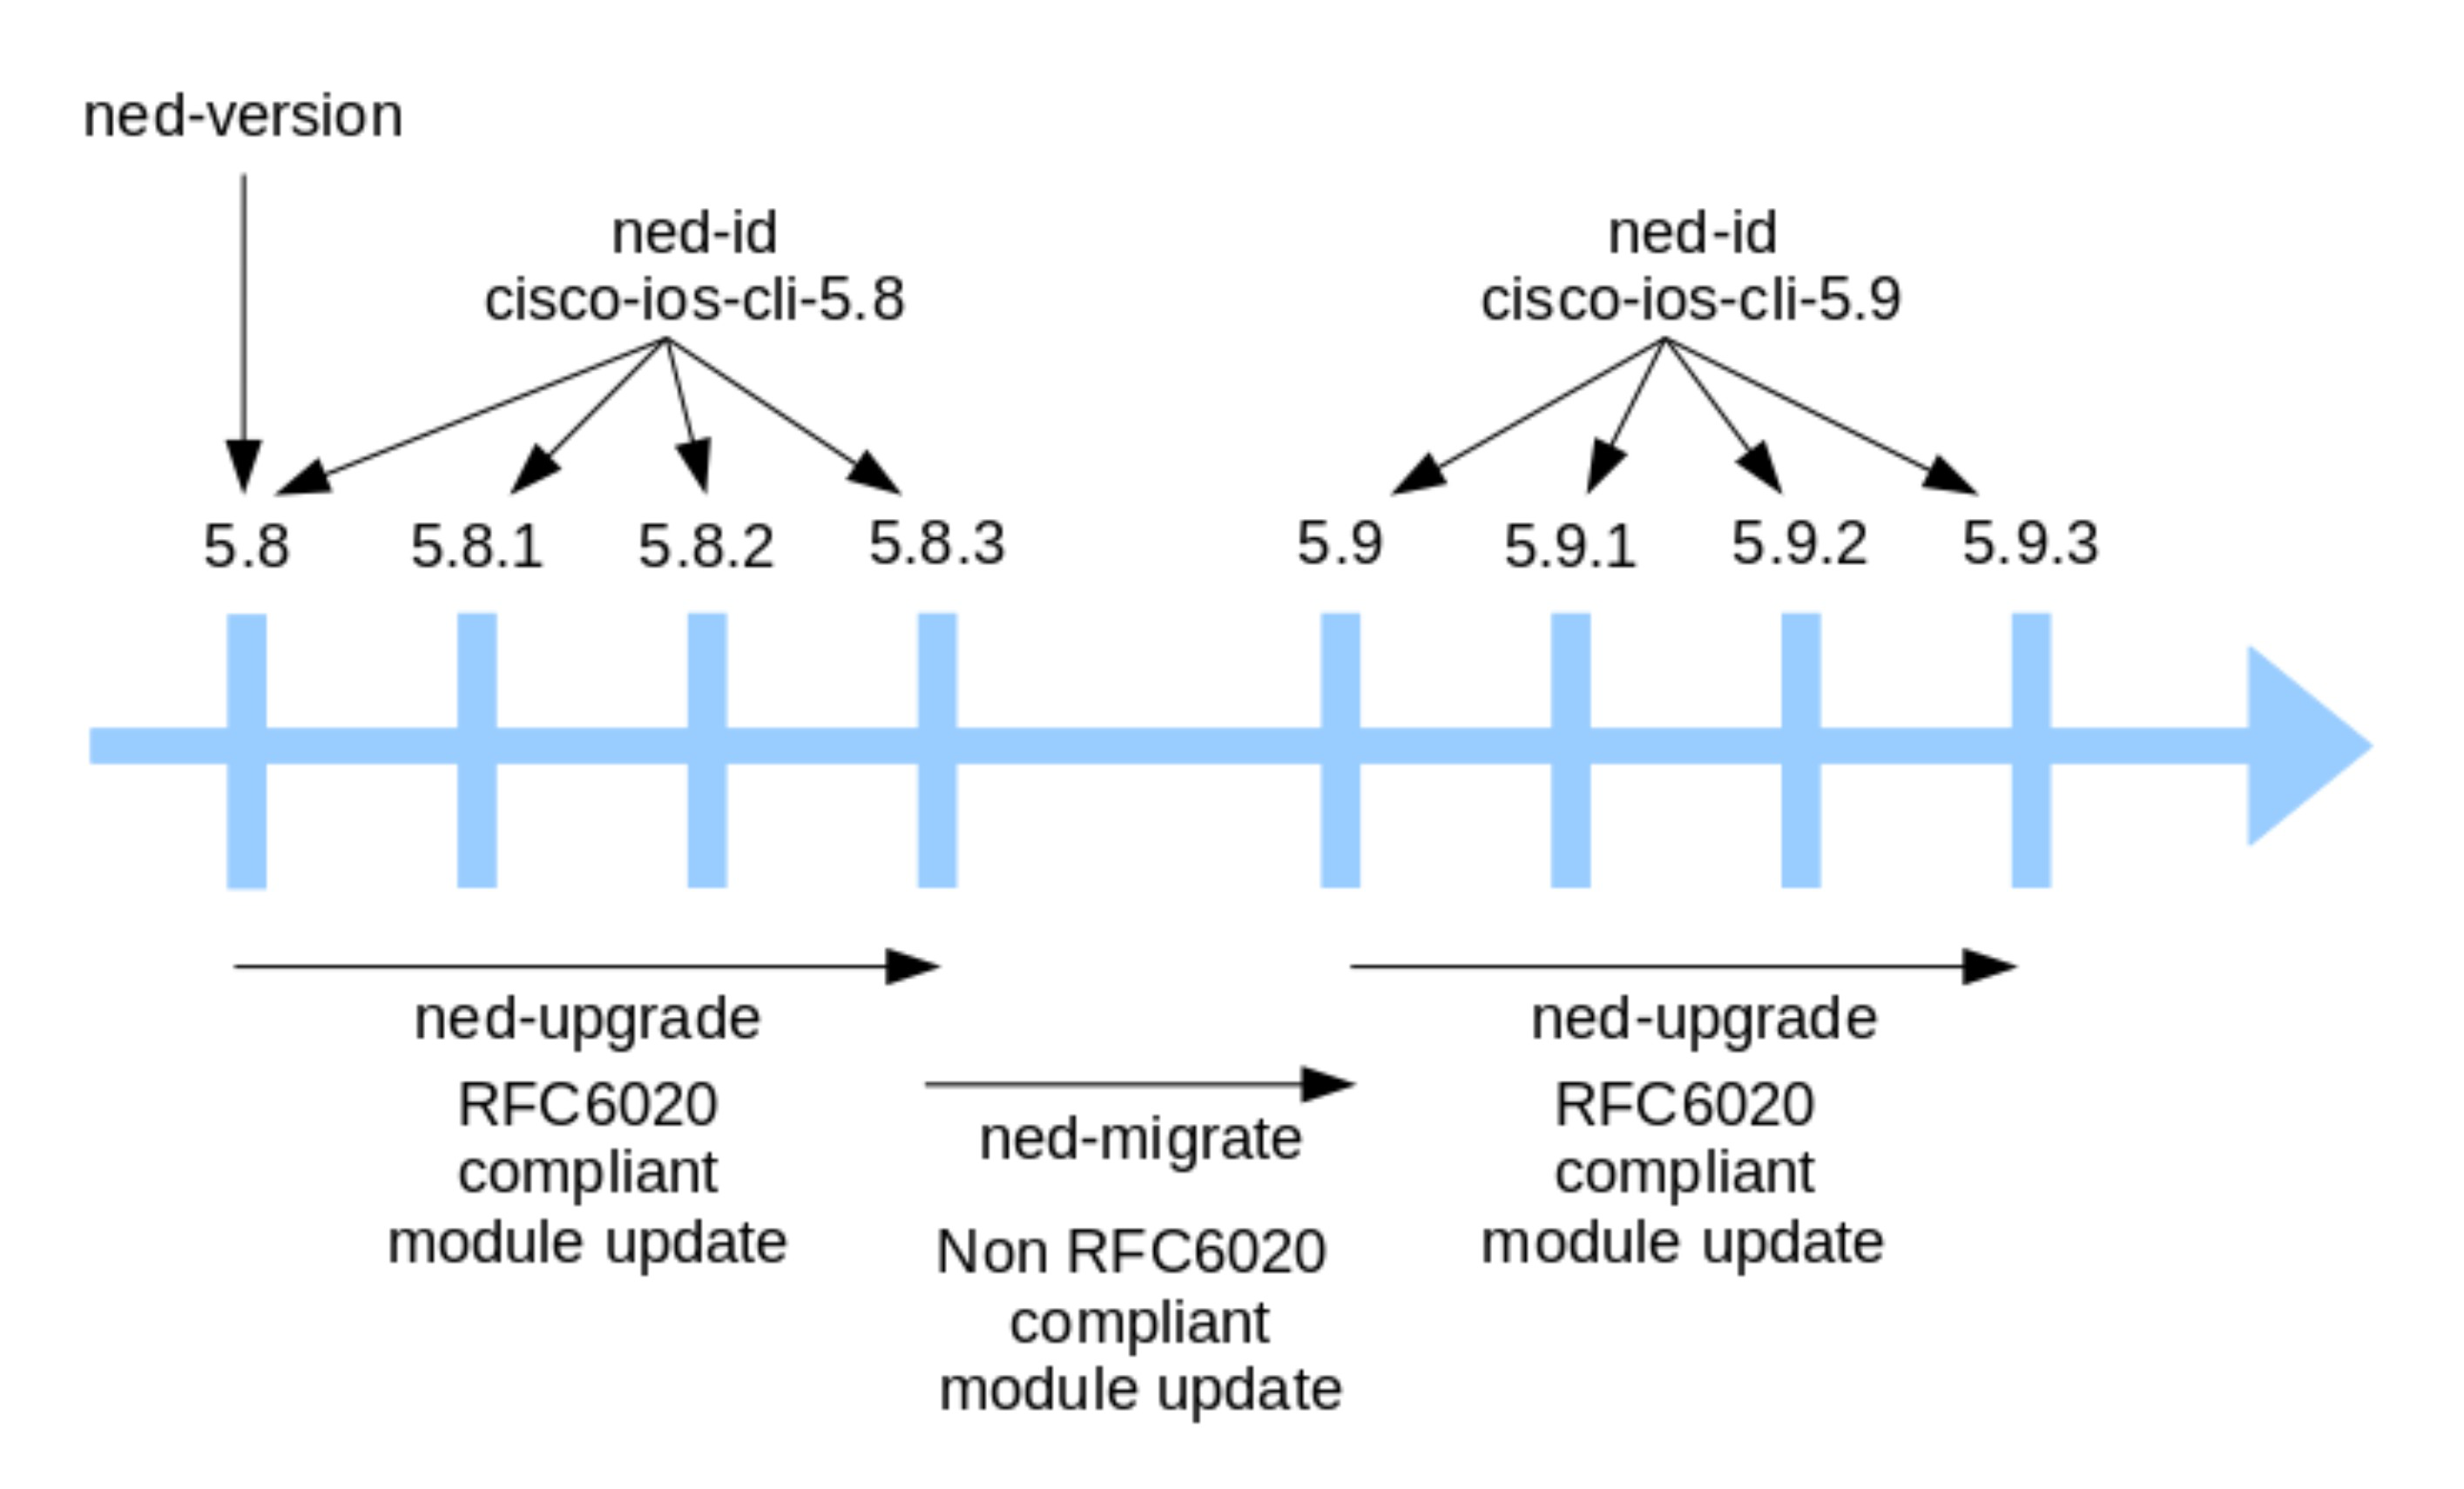 ned-version
ned-id
cisco-ios-cli-5.8
ned-id
cisco-ios-cli-5.9
5.8
5.8.1
5.8.2
5.8.3
5.9
5.9.1
5.9.2
5.9.3
ned-upgrade
RFC6020
compliant
module update
ned-migrate
Non RFC6020
compliant
module update
ned-upgrade
RFC6020
compliant
module update